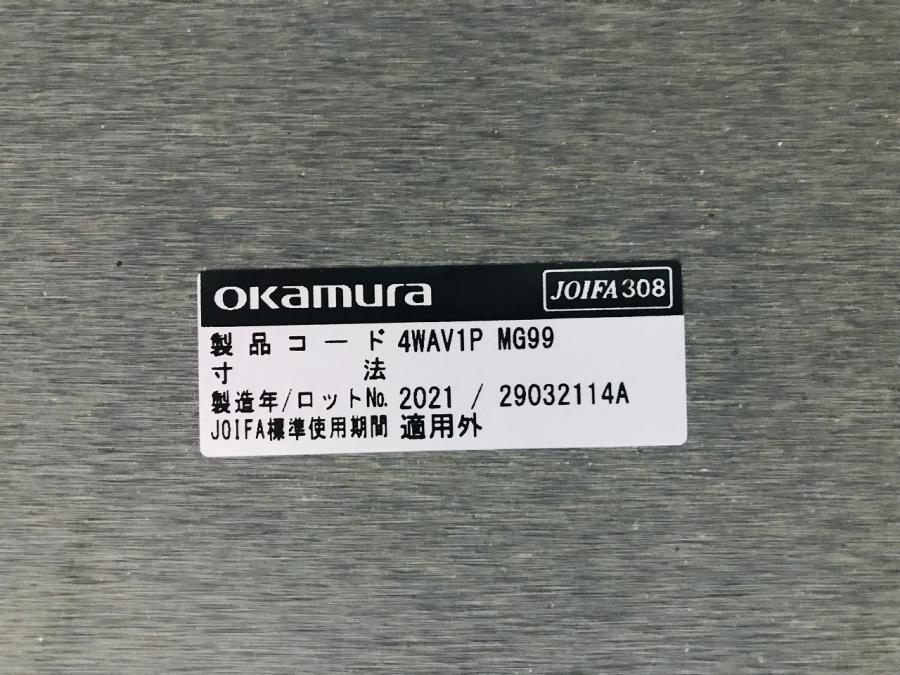 okamura JOIFA308
製品コード 4WAV1P MG99
寸法
製造年/ロットNo. 2021 / 29032114A
JOIFA標準使用期間 適用外